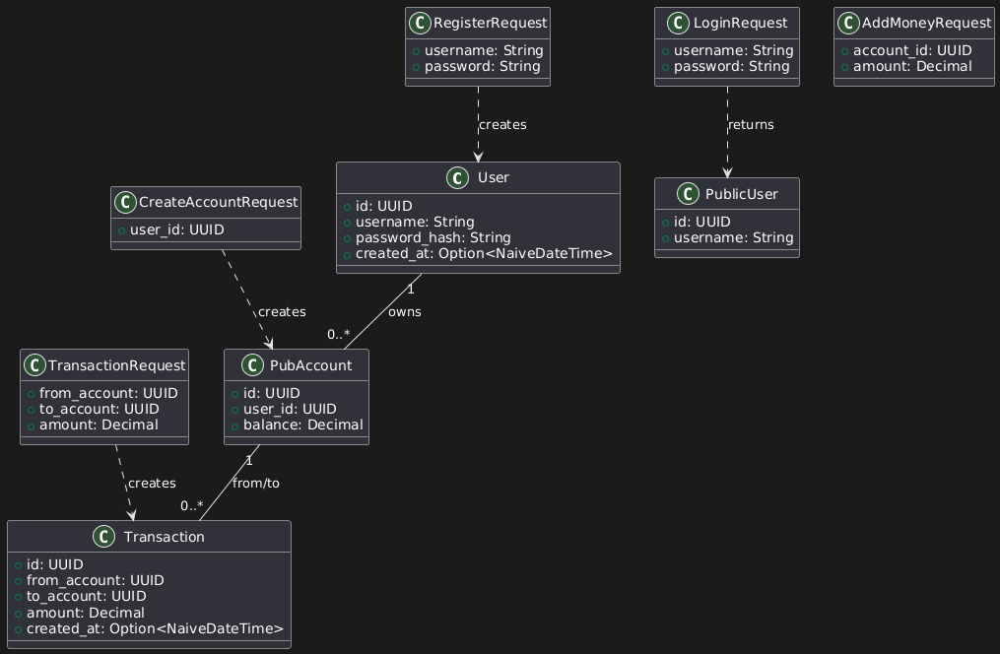 C RegisterRequest
username: String
password: String
C LoginRequest
username: String
password: String
C AddMoneyRequest
account_id: UUID
amount: Decimal
creates
returns
C User
id: UUID
username: String
password_hash: String
created_at: Option<NaiveDateTime>
C PublicUser
id: UUID
username: String
C CreateAccountRequest
user_id: UUID
creates
1
owns
0..*
C TransactionRequest
from_account: UUID
to_account: UUID
amount: Decimal
C PubAccount
id: UUID
user_id: UUID
balance: Decimal
creates
1
from/to
0..*
C Transaction
id: UUID
from_account: UUID
to_account: UUID
amount: Decimal
created_at: Option<NaiveDateTime>